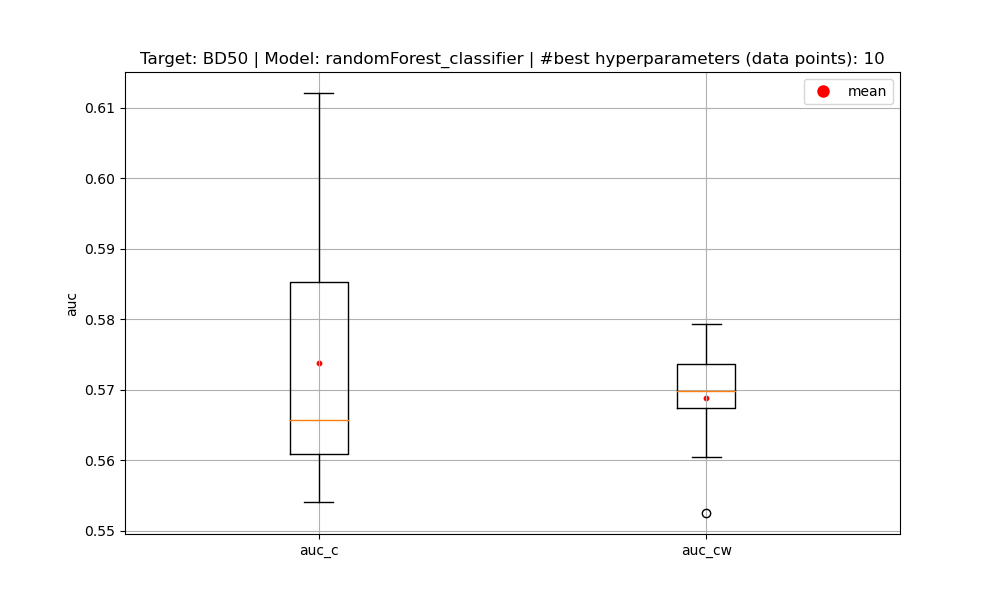 Target: BD50 | Model: randomForest_classifier | #best hyperparameters (data points): 10
mean
0.61
0.60
0.59
0.58
0.57
0.56
0.55
auc
auc_c
auc_cw